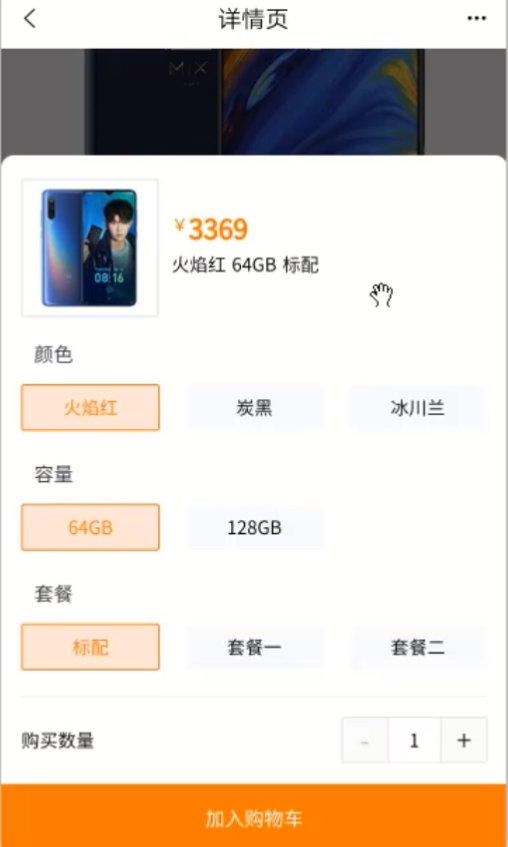 详情页
MIX
¥3369
08:16
火焰红 64GB 标配
颜色
火焰红 炭黑 冰川兰
容量
64GB 128GB
套餐
标配 套餐一 套餐二
购买数量 - 1 +
加入购物车